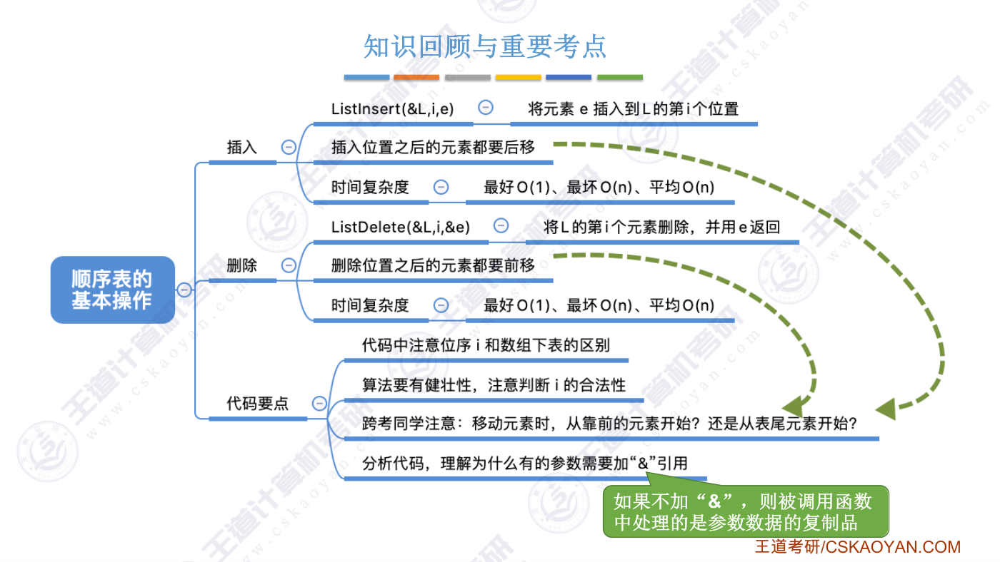 知识回顾与重要考点
ListInsert(&L,i,e)
将元素 e 插入到L的第i个位置
插入
插入位置之后的元素都要后移
时间复杂度
最好O(1)、最坏O(n)、平均O(n)
ListDelete(&L,i,&e)
将L的第i个元素删除，并用e返回
删除
删除位置之后的元素都要前移
时间复杂度
最好O(1)、最坏O(n)、平均O(n)
顺序表的
基本操作
代码中注意位序 i 和数组下表的区别
算法要有健壮性，注意判断 i 的合法性
代码要点
跨考同学注意：移动元素时，从靠前的元素开始？还是从表尾元素开始？
分析代码，理解为什么有的参数需要加“&”引用
如果不加“&”，则被调用函数
中处理的是参数数据的复制品
王道考研/CSKAOYAN.COM
王道计算机考研
www.cskaoyan.com